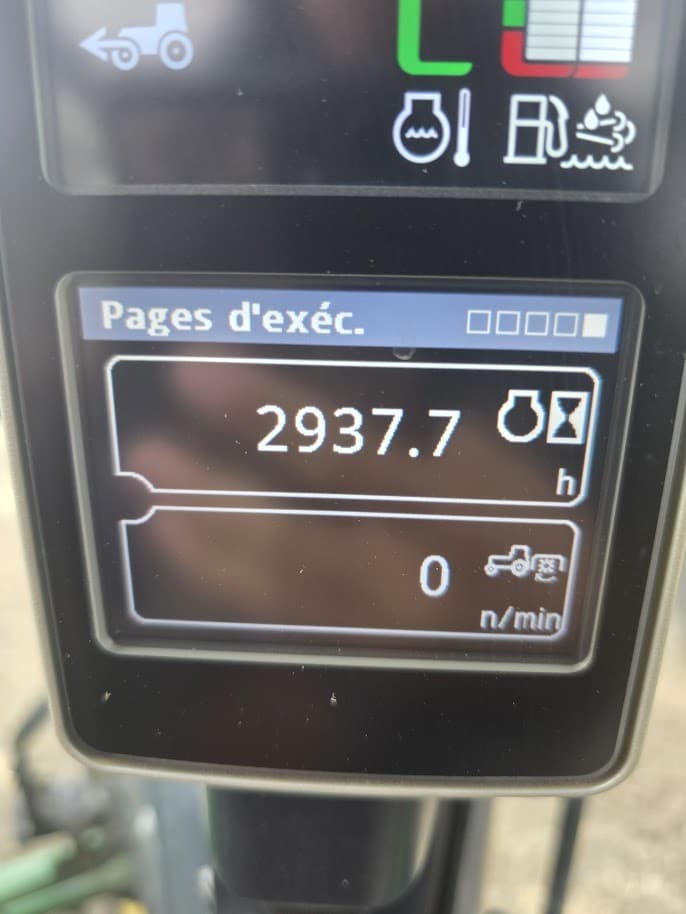 Pages d'exéc.
2937.7
h
0
n/min